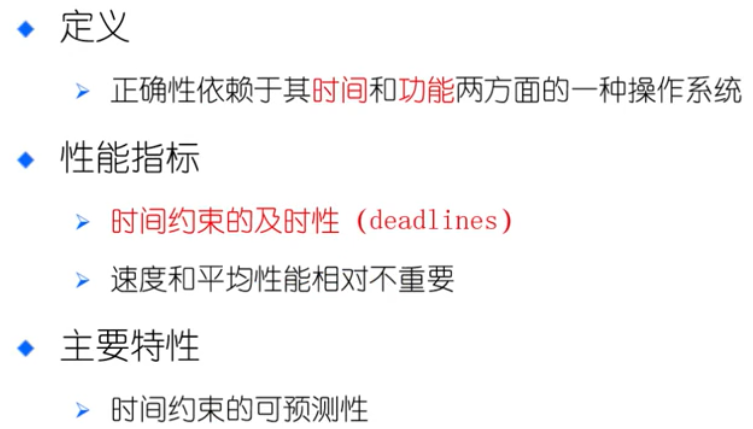 定义
正确性依赖于其时间和功能两方面的一种操作系统
性能指标
时间约束的及时性（deadlines）
速度和平均性能相对不重要
主要特性
时间约束的可预测性